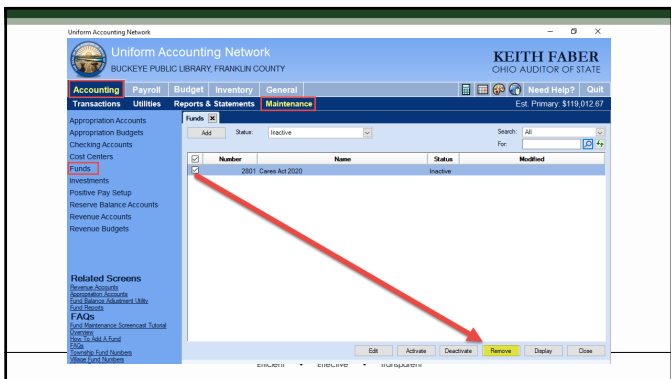 Uniform Accounting Network
Uniform Accounting Network
BUCKEYE PUBLIC LIBRARY, FRANKLIN COUNTY
KEITH FABER
OHIO AUDITOR OF STATE
Accounting Payroll Budget Inventory General Need Help? Quit
Transactions Utilities Reports & Statements Maintenance Est. Primary: $119,012.67
Appropriation Accounts
Appropriation Budgets
Checking Accounts
Cost Centers
Funds
Investments
Positive Pay Setup
Reserve Balance Accounts
Revenue Accounts
Revenue Budgets
Related Screens
Revenue Accounts
Appropriation Accounts
Fund Balance Adjustment Utility
Fund Reports
FAQs
Fund Maintenance Screencast Tutorial
Overview
How To Add A Fund
FAQs
Township Fund Numbers
Village Fund Numbers
Funds X
Add Status: Inactive Search: All
For:
Number Name Status Modified
2801 Cares Act 2020 Inactive
Edit Activate Deactivate Remove Display Close
Efficient • Effective • Transparent